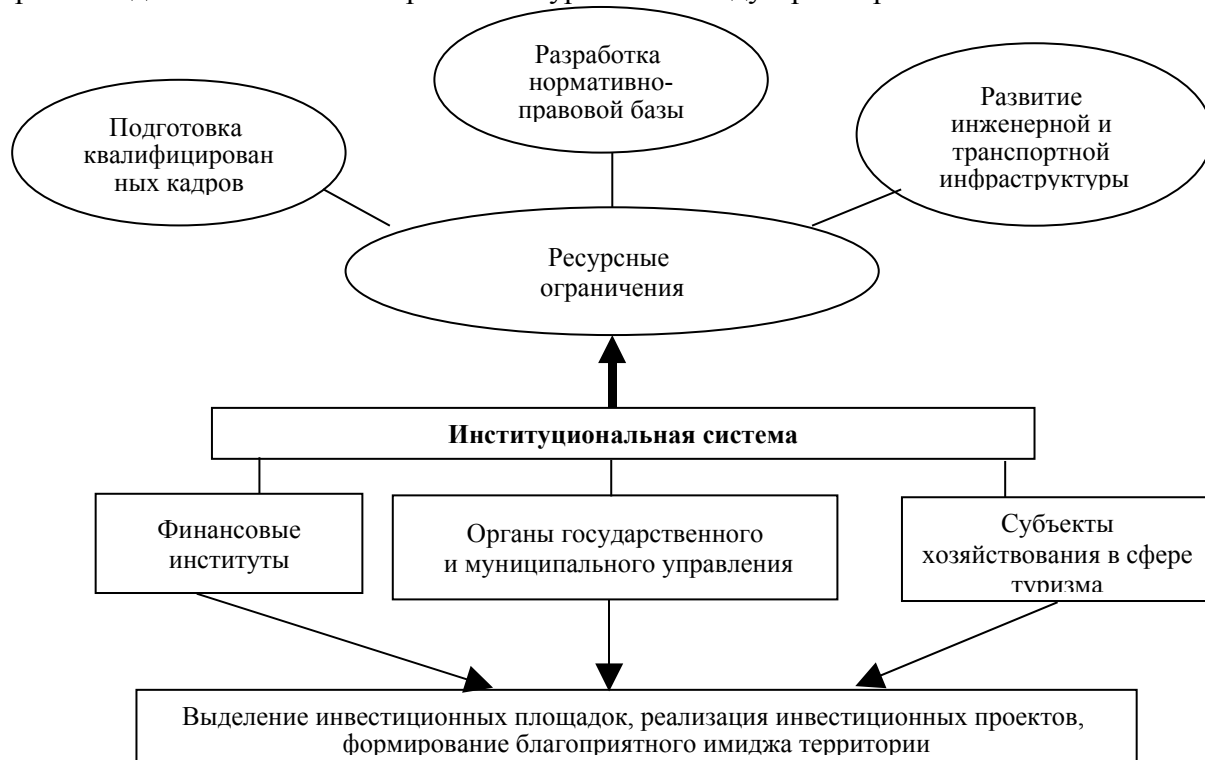 Разработка
нормативно-
правовой базы
Подготовка
квалифицирован
ных кадров
Развитие
инженерной и
транспортной
инфраструктуры
Ресурсные
ограничения
Институциональная система
Финансовые
институты
Органы государственного
и муниципального управления
Субъекты
хозяйствования в сфере
туризма
Выделение инвестиционных площадок, реализация инвестиционных проектов,
формирование благоприятного имиджа территории